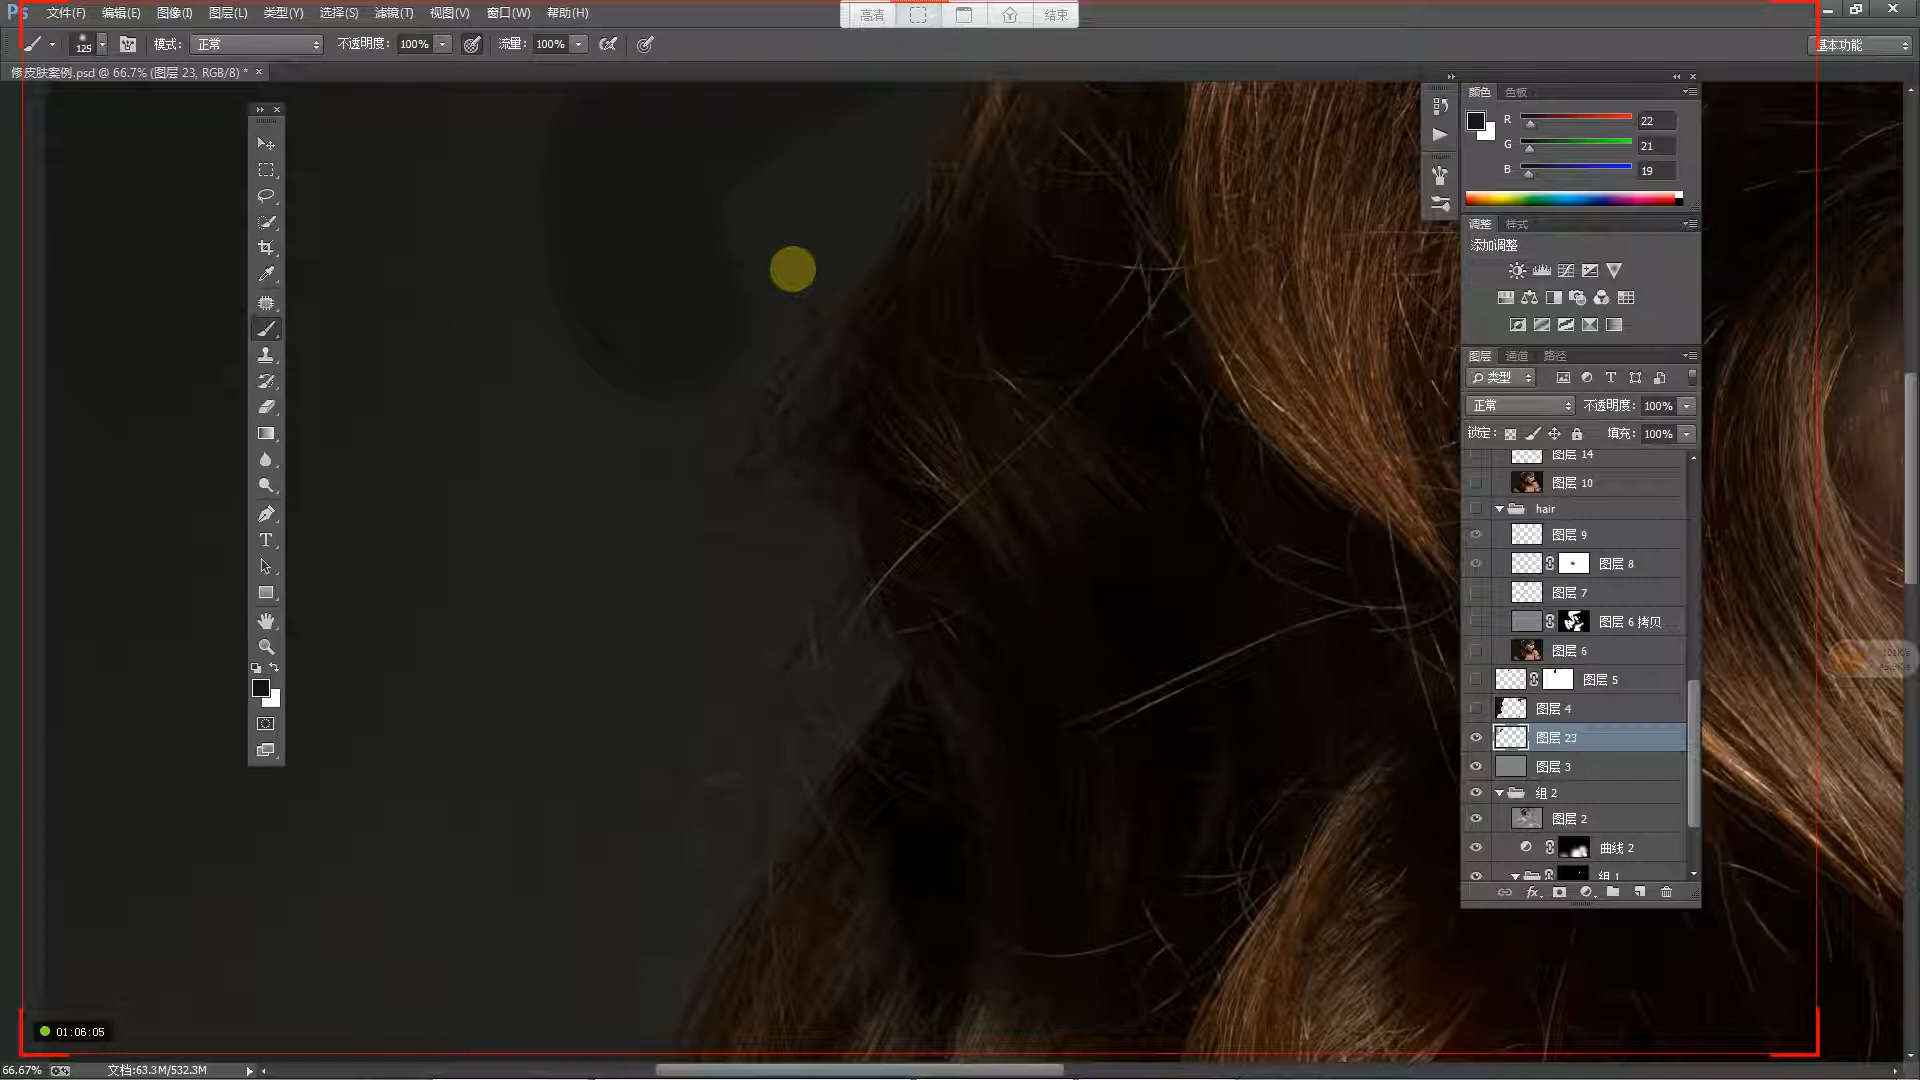 Ps 文件(F) 编辑(E) 图像(I) 图层(L) 类型(Y) 选择(S) 滤镜(T) 视图(V) 窗口(W) 帮助(H)
高清 结束
125 模式: 正常 不透明度: 100% 流量: 100% 基本功能
修皮肤案例.psd @ 66.7% (图层 23, RGB/8) * ×
颜色 色板
R 22
G 21
B 19
调整 样式
添加调整
图层 通道 路径
类型
正常 不透明度: 100%
锁定: 填充: 100%
图层 14
图层 10
hair
图层 9
图层 8
图层 7
图层 6 拷贝
图层 6
图层 5
图层 4
图层 23
图层 3
组 2
图层 2
曲线 2
组 1
fx
01:06:05
66.67% 文档:63.3M/532.3M